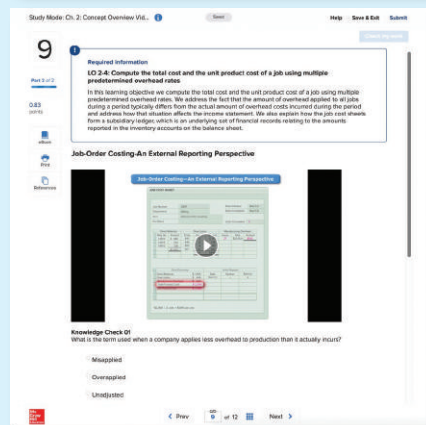 Study Mode: Ch. 2: Concept Overview Vid...
Saved
Help Save & Exit Submit
Check my work
9
Part 2 of 2
0.83
points
eBook
Print
References
Required information
LO 2-4: Compute the total cost and the unit product cost of a job using multiple
predetermined overhead rates
In this learning objective we compute the total cost and the unit product cost of a job using multiple
predetermined overhead rates. We address the fact that the amount of overhead applied to all jobs
during a period typically differs from the actual amount of overhead costs incurred during the period
and address how that situation affects the income statement. We also explain how the job cost sheets
form a subsidiary ledger, which is an underlying set of financial records relating to the amounts
reported in the inventory accounts on the balance sheet.
Job-Order Costing-An External Reporting Perspective
Job-Order Costing—An External Reporting Perspective
Knowledge Check 01
What is the term used when a company applies less overhead to production than it actually incurs?
Misapplied
Overapplied
Unadjusted
Mc
Graw
Hill
Prev
9 of 12
Next